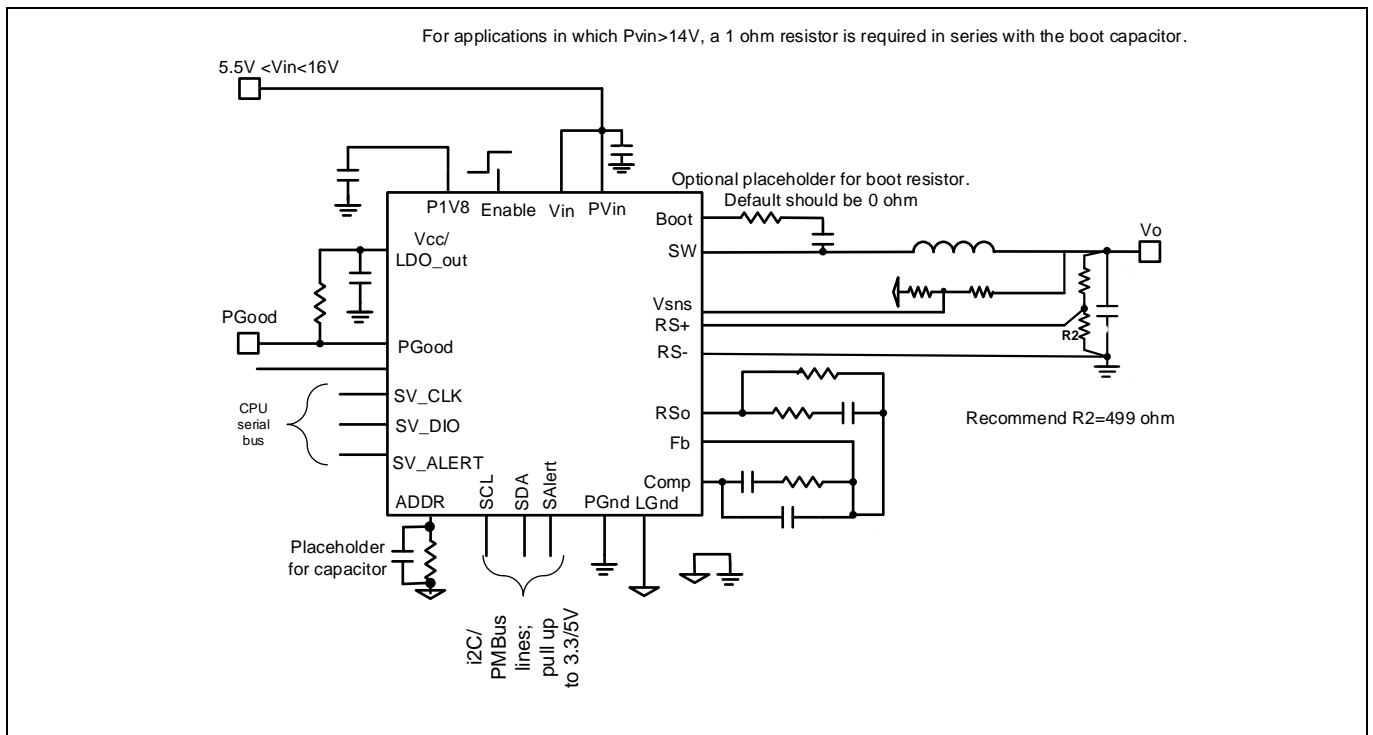 For applications in which Pvin>14V, a 1 ohm resistor is required in series with the boot capacitor.
5.5V <Vin<16V
Optional placeholder for boot resistor.
Default should be 0 ohm
P1V8
Enable
Vin
PVin
Boot
Vcc/
LDO_out
SW
Vo
Vsns
RS+
R2
RS-
PGood
PGood
CPU
serial
bus
SV_CLK
SV_DIO
SV_ALERT
RSo
Recommend R2=499 ohm
Fb
Comp
ADDR
SCL
SDA
SAlert
PGnd
LGnd
Placeholder
for capacitor
i2C/
PMBus
lines;
pull up
to 3.3/5V